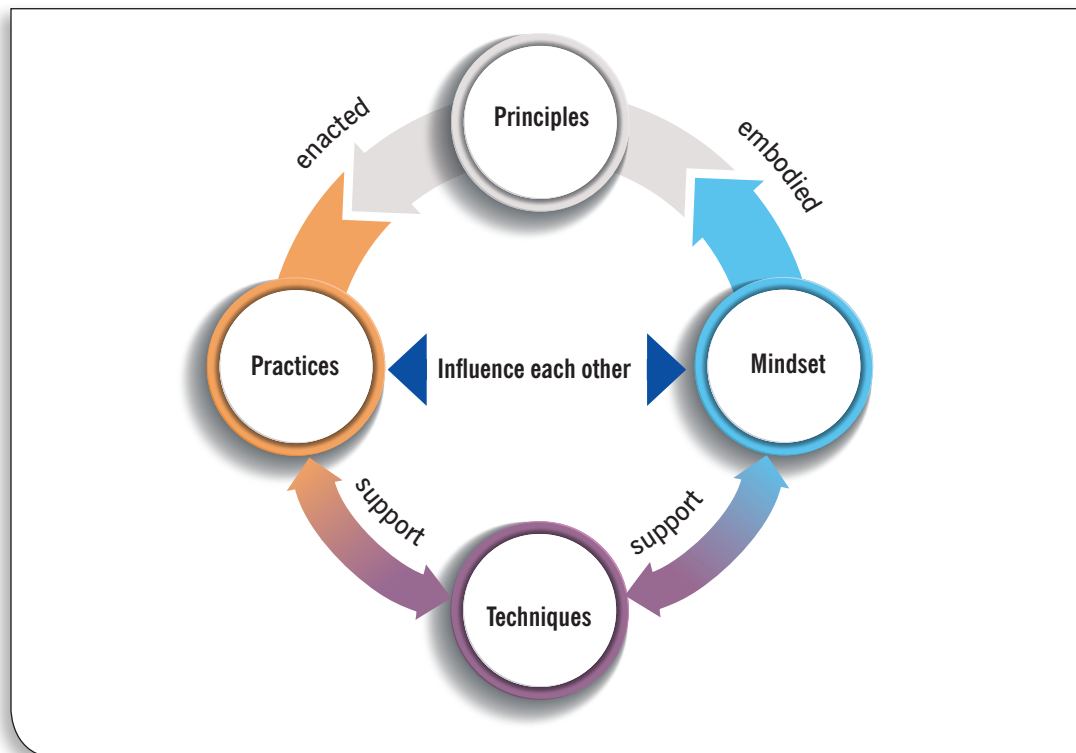 Principles
enacted
embodied
Practices
Influence each other
Mindset
support
support
Techniques